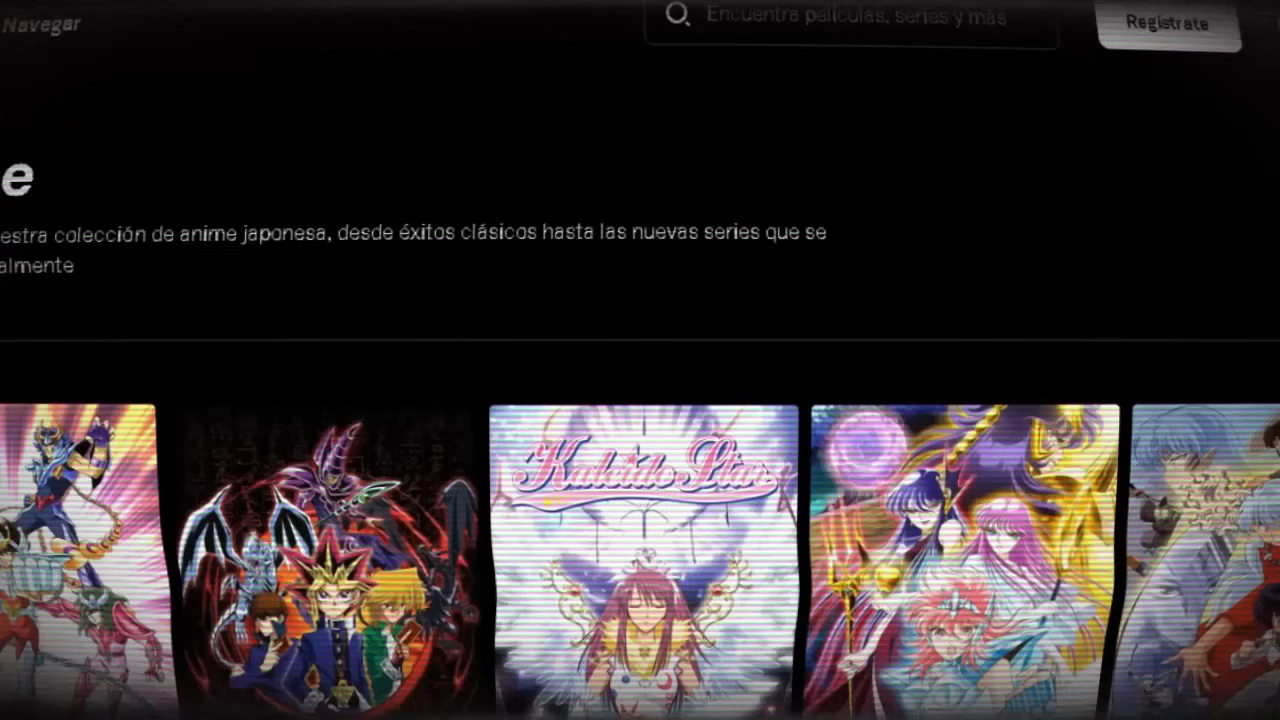 Navegar
Encuentra películas, series y más
Regístrate
e
estra colección de anime japonesa, desde éxitos clásicos hasta las nuevas series que se
almente
Kaleido Star